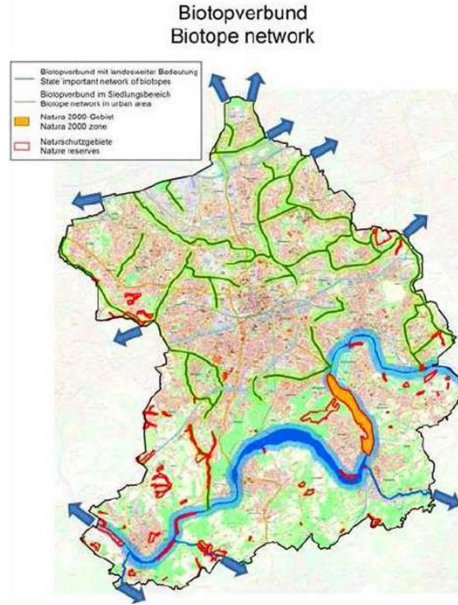 Biotopverbund
Biotope network
Biotopverbund mit landesweiter Bedeutung
State important network of biotopes
Biotopverbund im Siedlungsbereich
Biotope network in urban area
Natura 2000-Gebiet
Natura 2000 zone
Naturschutzgebiete
Nature reserves